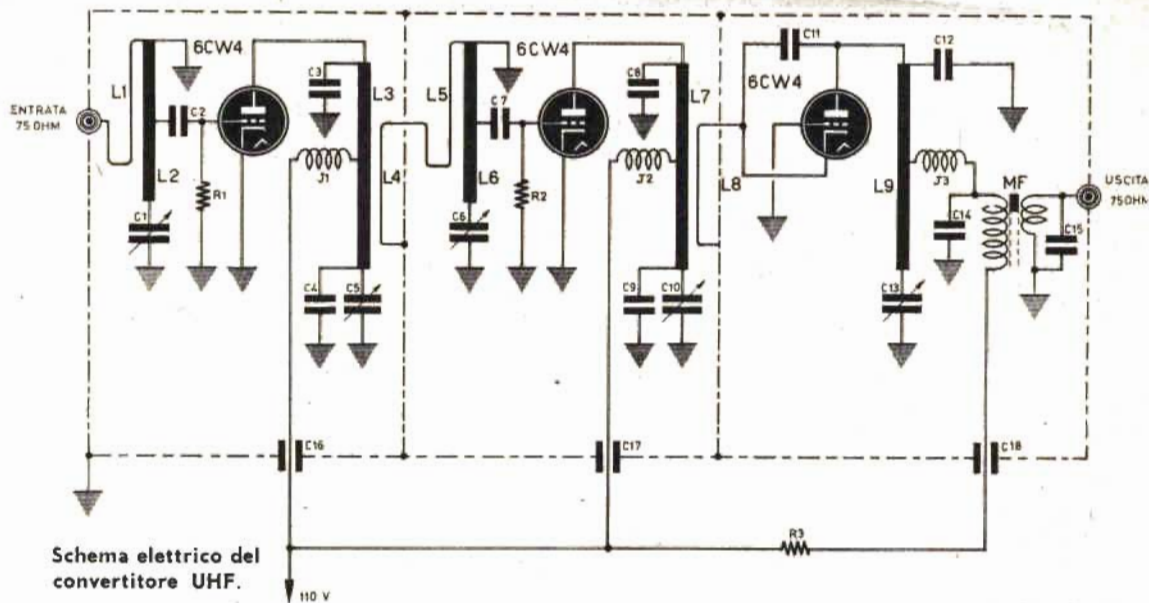 6CW4
6CW4
6CW4
C11
C12
C3
C8
L1
L3
L5
L7
ENTRATA
75 OHM
C2
C7
L2
R1
J1
L4
L6
R2
J2
L8
L9
J3
MF
USCITA
75 OHM
C1
C6
C14
C15
C4
C5
C9
C10
C13
C16
C17
C18
R3
Schema elettrico del
convertitore UHF.
110 V